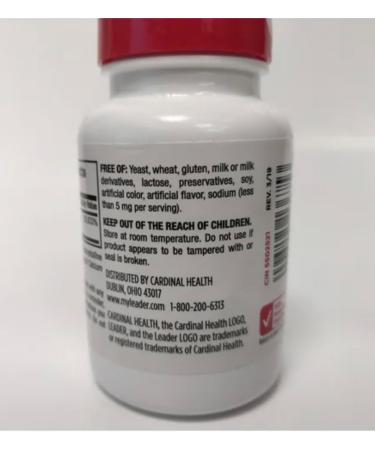 FREE OF: Yeast, wheat, gluten, milk or milk
derivatives, lactose, preservatives, soy,
artificial color, artificial flavor, sodium (less
than 5 mg per serving).
KEEP OUT OF THE REACH OF CHILDREN.
Store at room temperature. Do not use if
product appears to be tampered with or
seal is broken.
DISTRIBUTED BY CARDINAL HEALTH
DUBLIN, OHIO 43017
www.myleader.com 1-800-200-6313
CARDINAL HEALTH, the Cardinal Health LOGO,
LEADER, and the Leader LOGO are trademarks
or registered trademarks of Cardinal Health.
REV. 3/19
CIN 5502521